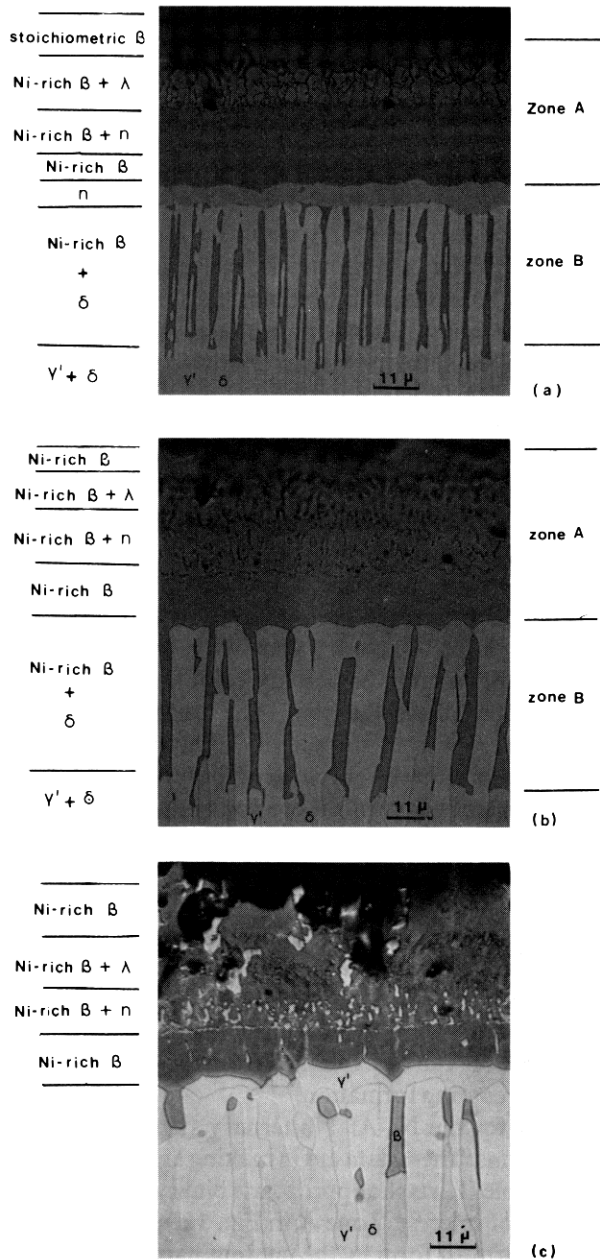 stoichiometric β
Ni-rich β + λ
Ni-rich β + n
Ni-rich β
n
Ni-rich β
+
δ
γ' + δ
Zone A
zone B
γ' δ
11 μ
(a)
Ni-rich β
Ni-rich β + λ
Ni-rich β + n
Ni-rich β
Ni-rich β
+
δ
γ' + δ
zone A
zone B
γ' δ
11 μ
(b)
Ni-rich β
Ni-rich β + λ
Ni-rich β + n
Ni-rich β
γ'
β
γ' δ
11 μ
(c)